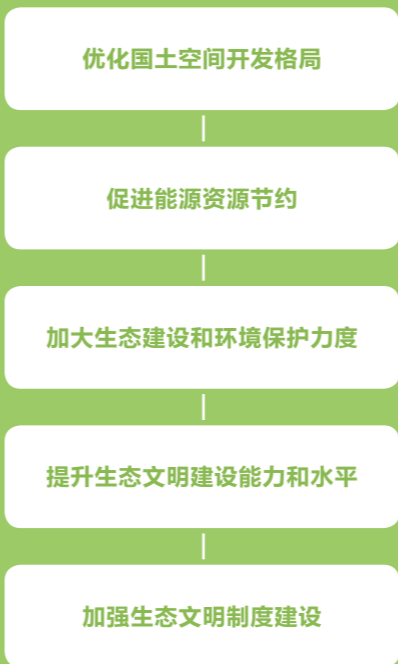 优化国土空间开发格局
促进能源资源节约
加大生态建设和环境保护力度
提升生态文明建设能力和水平
加强生态文明制度建设